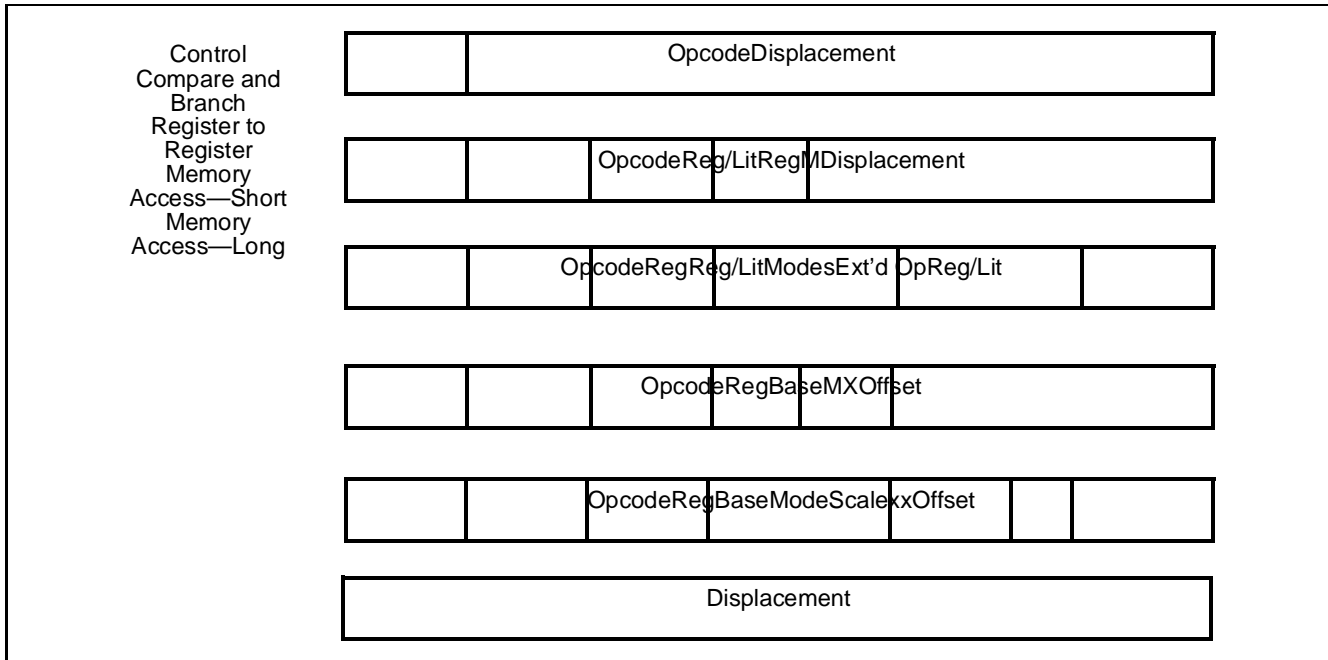 Control
Compare and
Branch
Register to
Register
Memory
Access—Short
Memory
Access—Long
OpcodeDisplacement
OpcodeReg/LitRegMDisplacement
OpcodeRegReg/LitModesExt’d OpReg/Lit
OpcodeRegBaseMXOffset
OpcodeRegBaseModeScalexxOffset
Displacement